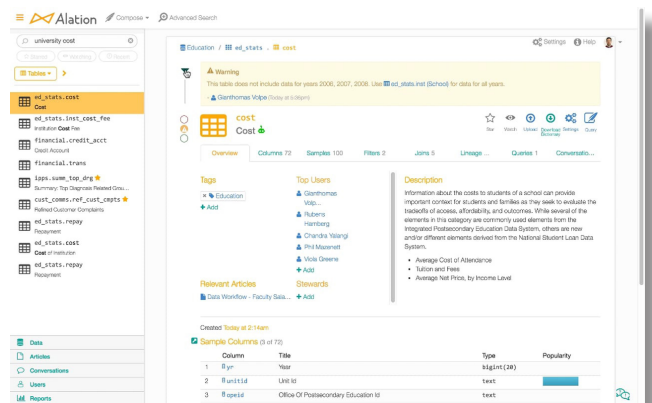 Alation
Compose
Advanced Search
university cost
Tables
ed_stats.cost
Cost
ed_stats.inst_cost_fee
Institution Cost Fee
financial.credit_acct
Credit Account
financial.trans
ipps.summ_top_drg
Summary: Top Diagnosis Related Grou...
cust_comms.ref_cust_cmpts
Refined Customer Complaints
ed_stats.repay
Repayment
ed_stats.cost
Cost of Institution
ed_stats.repay
Repayment
Data
Articles
Conversations
Users
Reports
Education / ed_stats . cost
Settings
Help
Warning
This table does not include data for years 2006, 2007, 2008. Use ed_stats.inst (School) for data for all years.
- Gianthomas Volpe (Today at 5:08pm)
cost
Cost
Star
Watch
Upload
Download Dictionary
Settings
Query
Overview
Columns 72
Samples 100
Filters 2
Joins 5
Lineage ...
Queries 1
Conversatio...
Tags
Education
+ Add
Top Users
Gianthomas
Volp...
Rubens
Hamberg
Chandra Yalangi
Phil Mazenett
Viola Greene
+ Add
Relevant Articles
Data Workflow - Faculty Sala...
Stewards
+ Add
Description
Information about the costs to students of a school can provide
important context for students and families as they seek to evaluate the
tradeoffs of access, affordability, and outcomes. While several of the
elements in this category are commonly used elements from the
Integrated Postsecondary Education Data System, others are new
and/or different elements derived from the National Student Loan Data
System.
• Average Cost of Attendance
• Tuition and Fees
• Average Net Price, by Income Level
Created Today at 2:14am
Sample Columns (3 of 72)
Column Title Type Popularity
1 yr Year bigint(20)
2 unitid Unit Id text
3 opeid Office Of Postsecondary Education Id text